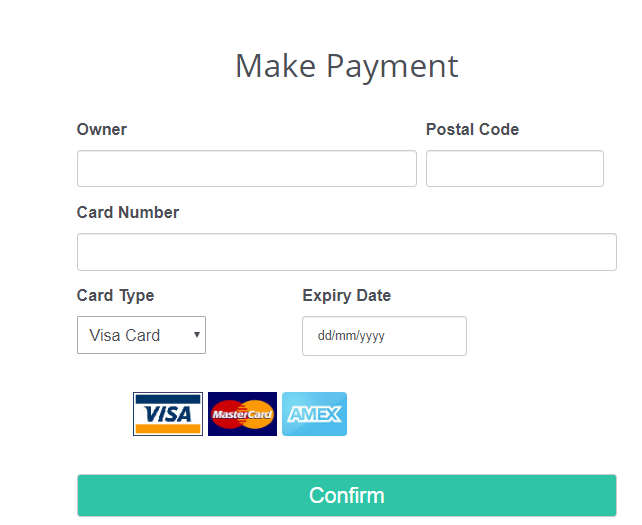 Make Payment
Owner Postal Code
Card Number
Card Type Expiry Date
Visa Card dd/mm/yyyy
VISA MasterCard AMEX
Confirm